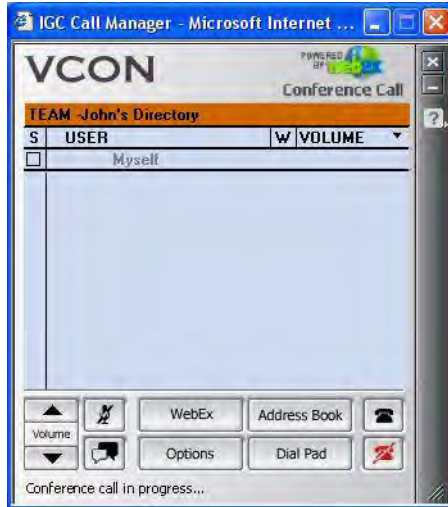 IGC Call Manager - Microsoft Internet ...
VCON
POWERED BY WebEx
Conference Call
TEAM -John's Directory
S USER W VOLUME
Myself
?
Volume
WebEx
Address Book
Options
Dial Pad
Conference call in progress...